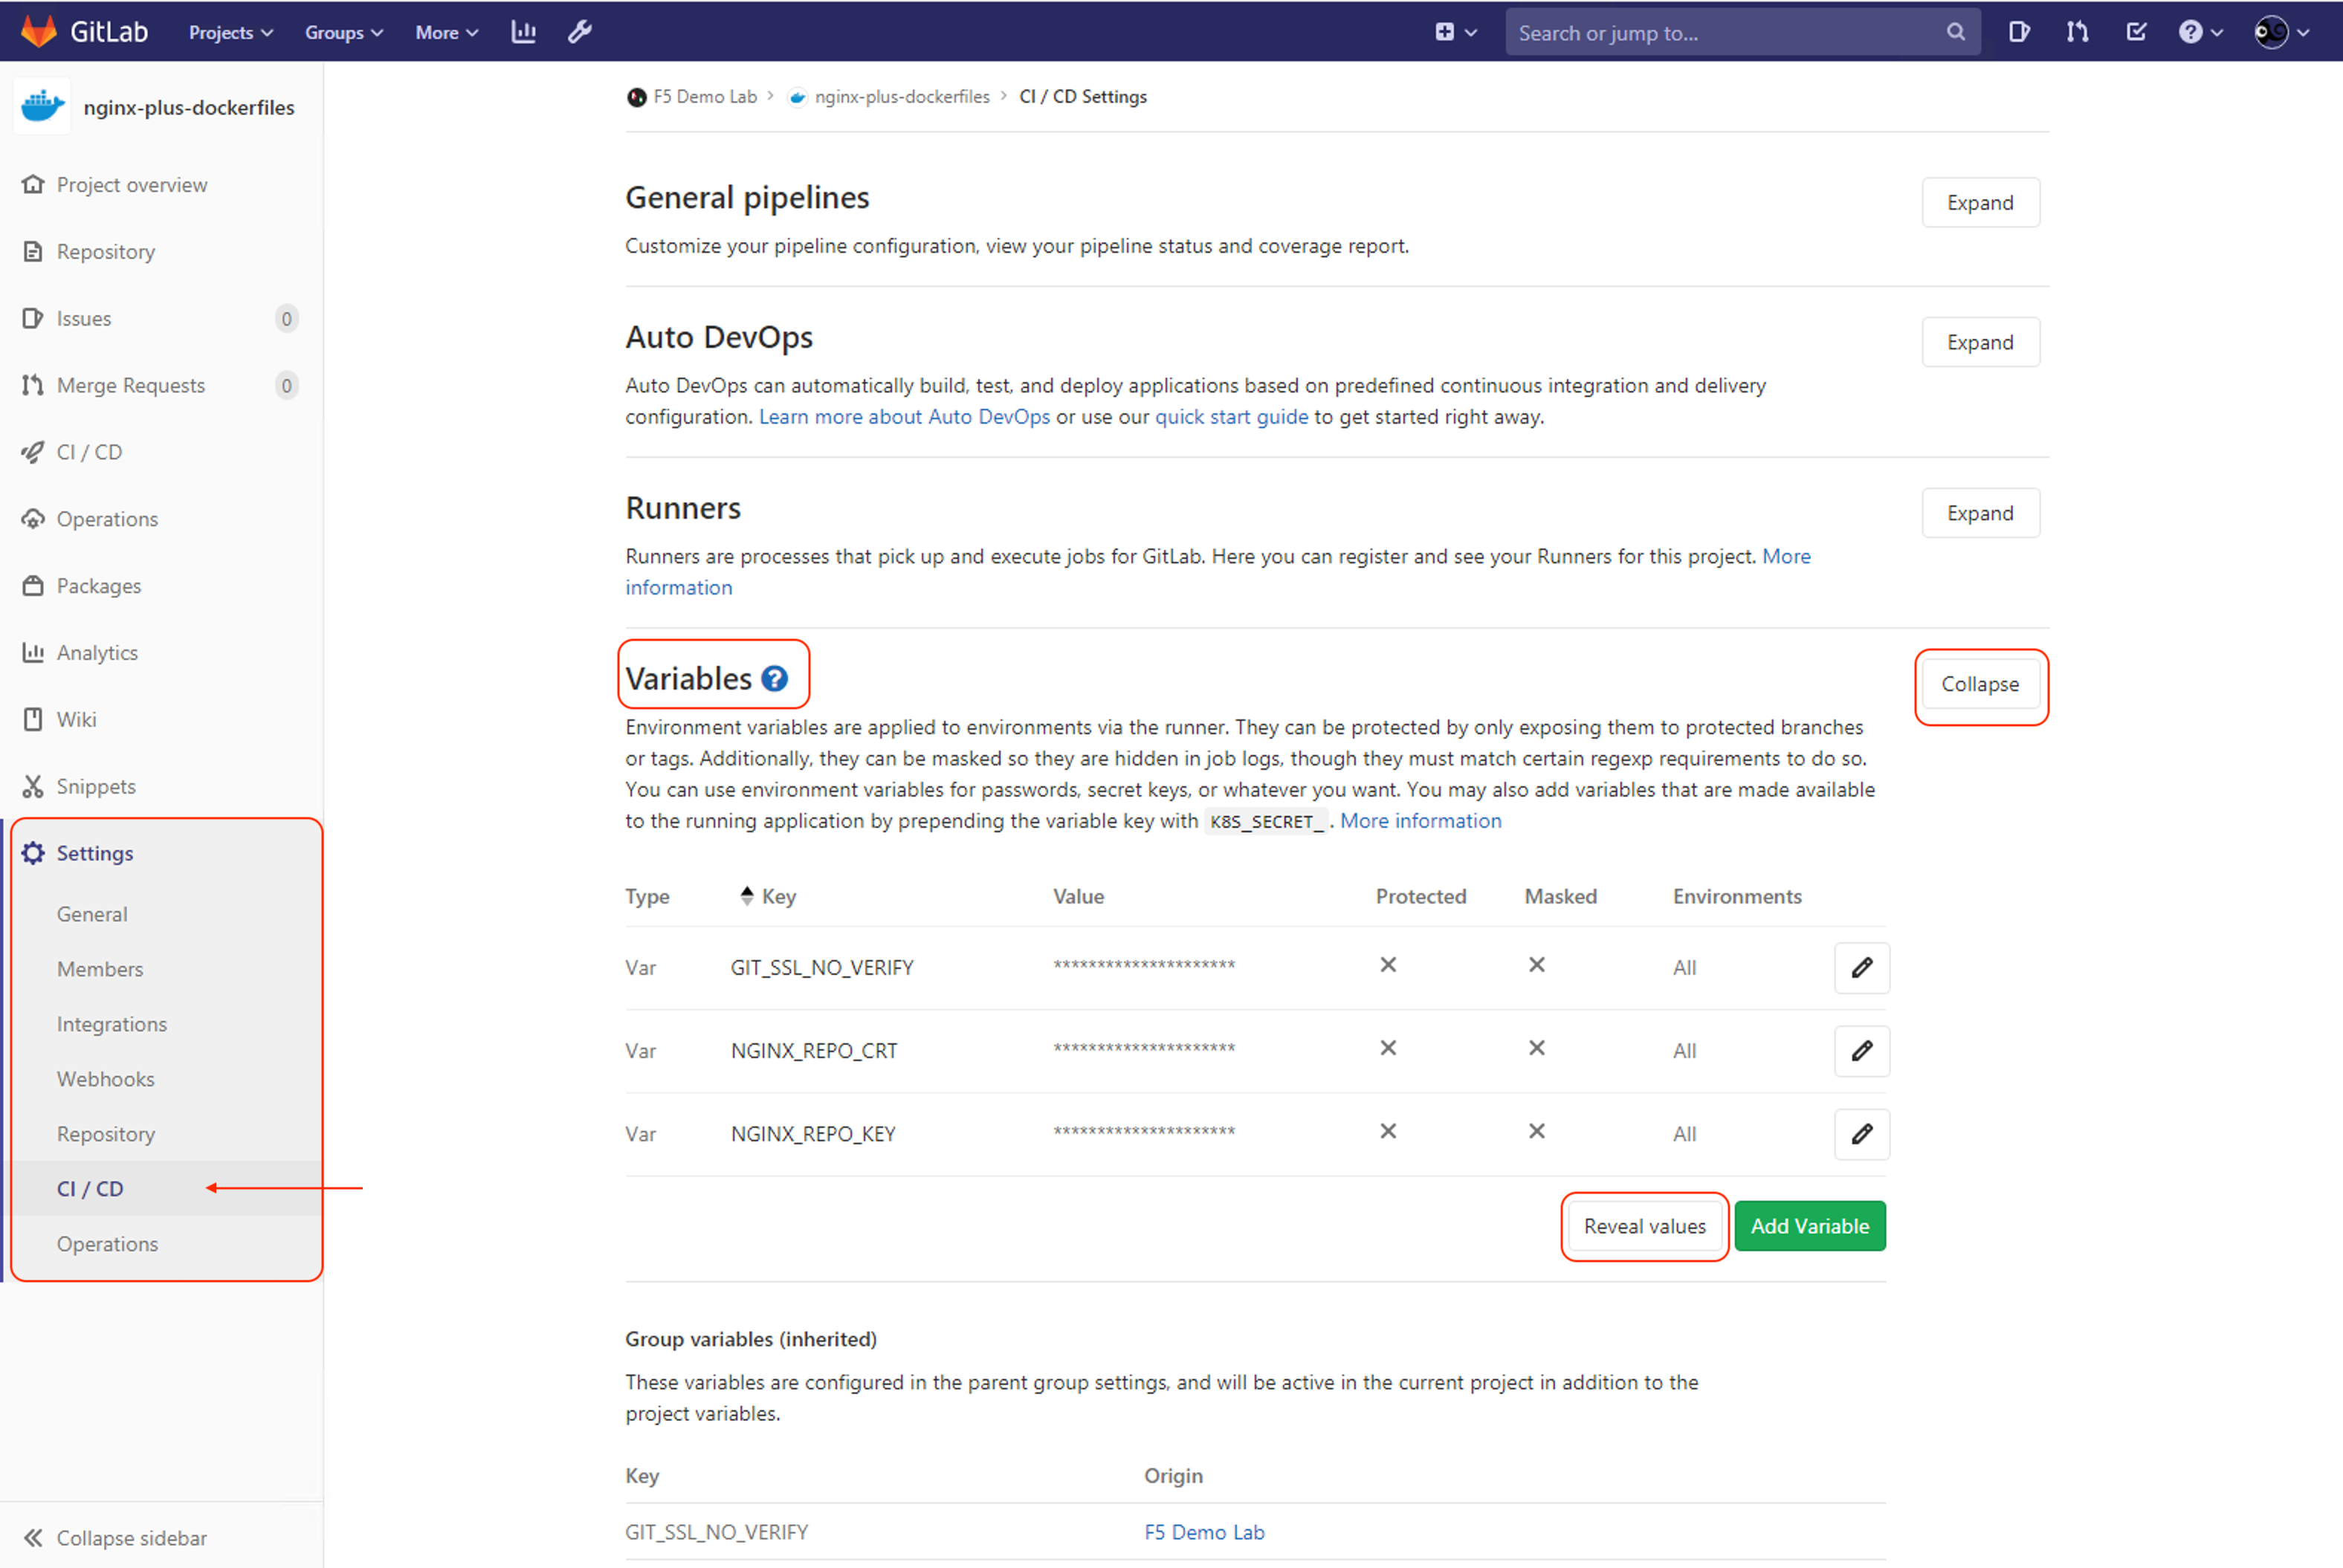 GitLab Projects Groups More Search or jump to...
nginx-plus-dockerfiles
Project overview
Repository
Issues 0
Merge Requests 0
CI / CD
Operations
Packages
Analytics
Wiki
Snippets
Settings
General
Members
Integrations
Webhooks
Repository
CI / CD
Operations
Collapse sidebar
F5 Demo Lab > nginx-plus-dockerfiles > CI / CD Settings
General pipelines
Expand
Customize your pipeline configuration, view your pipeline status and coverage report.
Auto DevOps
Expand
Auto DevOps can automatically build, test, and deploy applications based on predefined continuous integration and delivery
configuration. Learn more about Auto DevOps or use our quick start guide to get started right away.
Runners
Expand
Runners are processes that pick up and execute jobs for GitLab. Here you can register and see your Runners for this project. More
information
Variables ?
Collapse
Environment variables are applied to environments via the runner. They can be protected by only exposing them to protected branches
or tags. Additionally, they can be masked so they are hidden in job logs, though they must match certain regexp requirements to do so.
You can use environment variables for passwords, secret keys, or whatever you want. You may also add variables that are made available
to the running application by prepending the variable key with K8S_SECRET_. More information
Type Key Value Protected Masked Environments
Var GIT_SSL_NO_VERIFY ********************* All
Var NGINX_REPO_CRT ********************* All
Var NGINX_REPO_KEY ********************* All
Reveal values Add Variable
Group variables (inherited)
These variables are configured in the parent group settings, and will be active in the current project in addition to the
project variables.
Key Origin
GIT_SSL_NO_VERIFY F5 Demo Lab